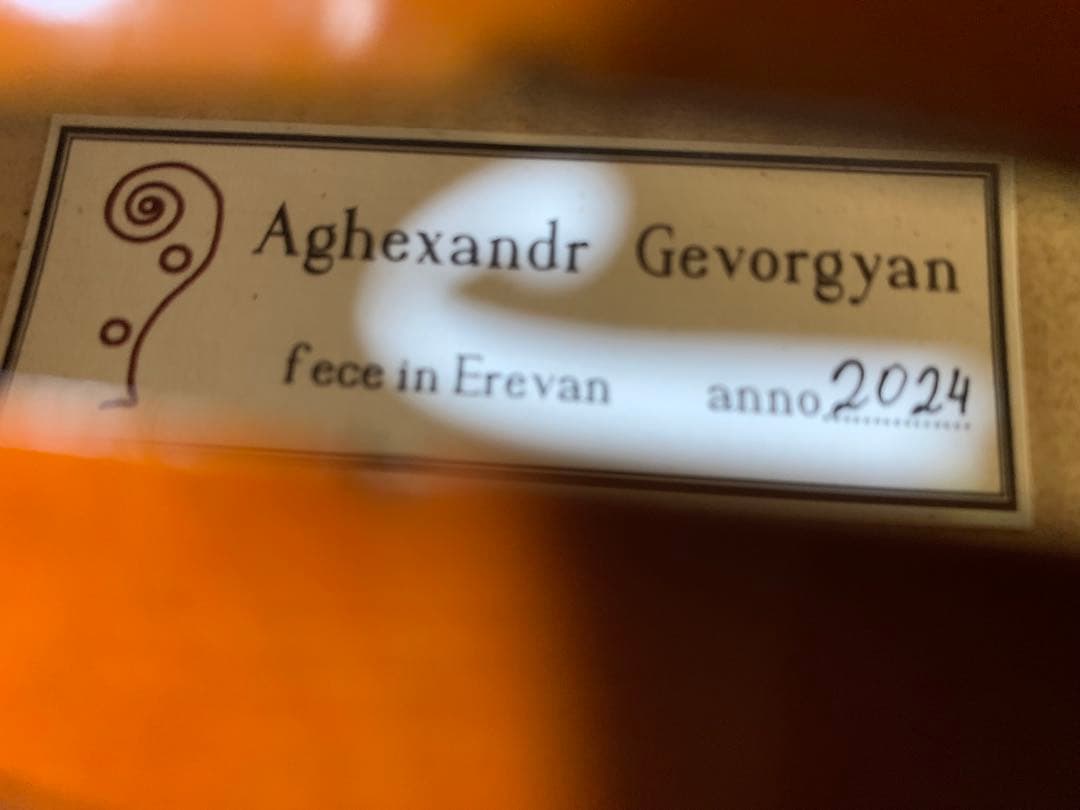 Aghexandr Gevorgyan
fece in Erevan anno 2024